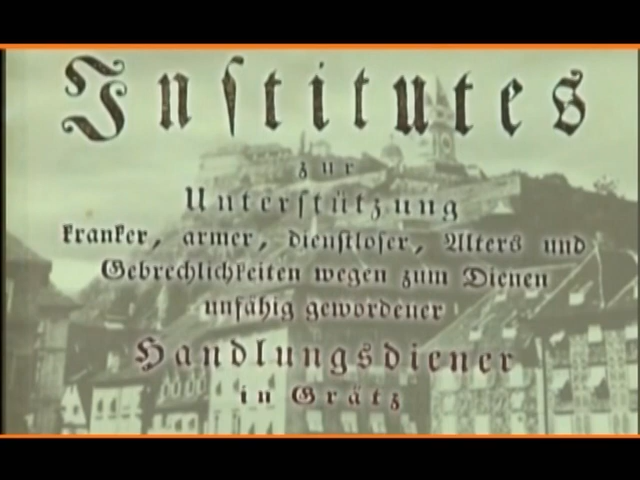 Inſtitutes
zur
Unterſtützung
kranker, armer, dienſtloſer, Alters und
Gebrechlichkeiten wegen zum Dienen
unfähig gewordener
Handlungsdiener
in Grätz